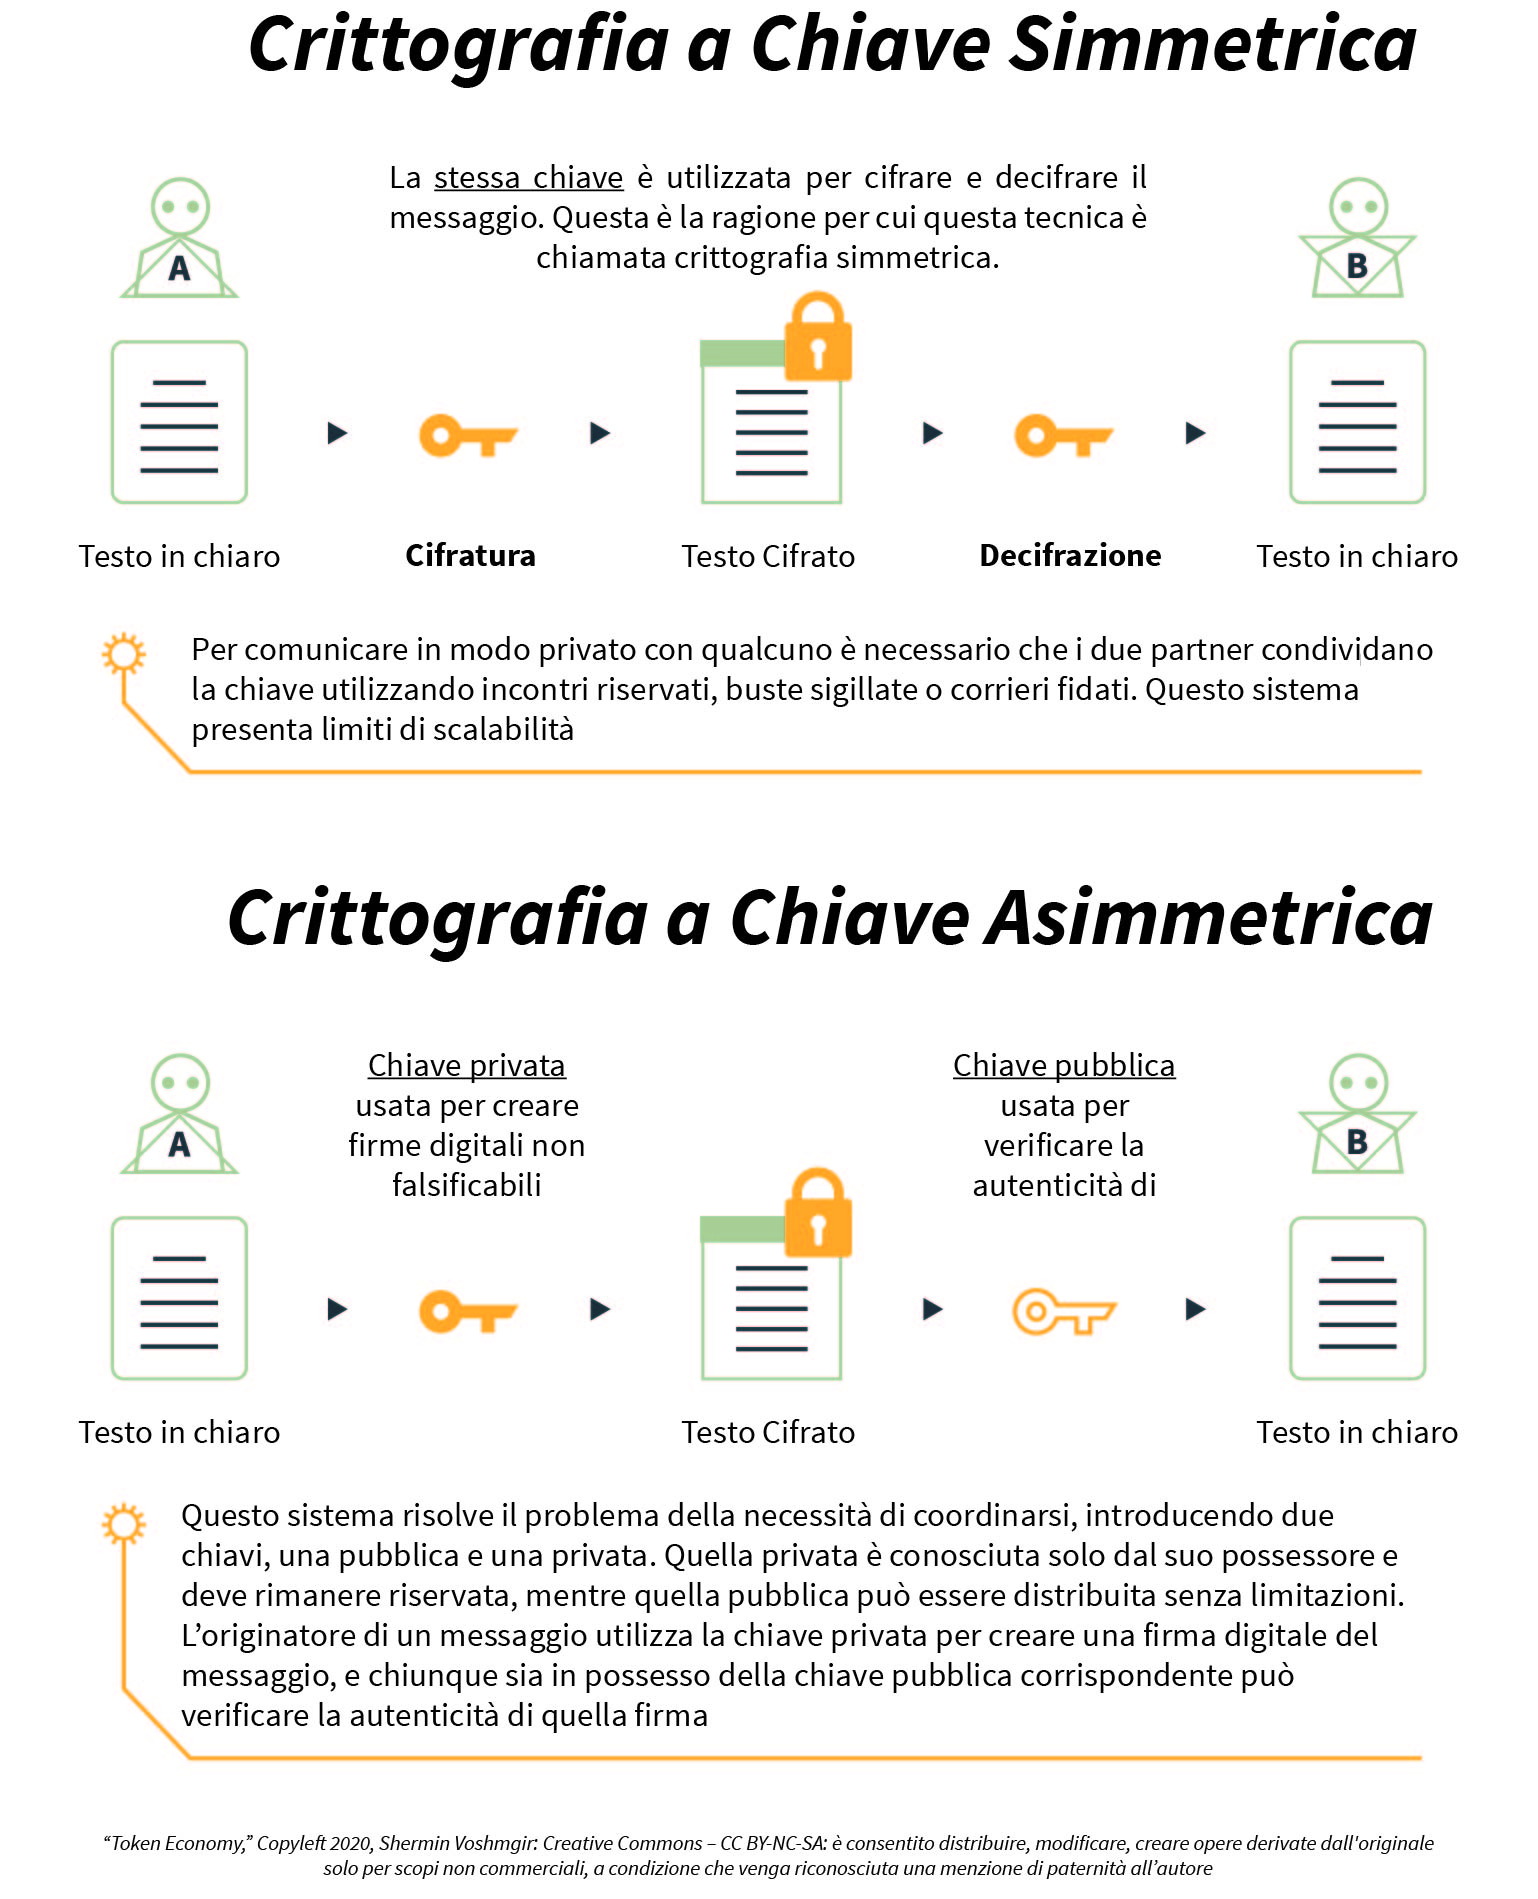 Crittografia a Chiave Simmetrica
La stessa chiave è utilizzata per cifrare e decifrare il
messaggio. Questa è la ragione per cui questa tecnica è
chiamata crittografia simmetrica.
A
B
Testo in chiaro
Cifratura
Testo Cifrato
Decifrazione
Testo in chiaro
Per comunicare in modo privato con qualcuno è necessario che i due partner condividano
la chiave utilizzando incontri riservati, buste sigillate o corrieri fidati. Questo sistema
presenta limiti di scalabilità
Crittografia a Chiave Asimmetrica
A
Chiave privata
usata per creare
firme digitali non
falsificabili
Chiave pubblica
usata per
verificare la
autenticità di
B
Testo in chiaro
Testo Cifrato
Testo in chiaro
Questo sistema risolve il problema della necessità di coordinarsi, introducendo due
chiavi, una pubblica e una privata. Quella privata è conosciuta solo dal suo possessore e
deve rimanere riservata, mentre quella pubblica può essere distribuita senza limitazioni.
L’originatore di un messaggio utilizza la chiave privata per creare una firma digitale del
messaggio, e chiunque sia in possesso della chiave pubblica corrispondente può
verificare la autenticità di quella firma
“Token Economy,” Copyleft 2020, Shermin Voshmgir: Creative Commons – CC BY-NC-SA: è consentito distribuire, modificare, creare opere derivate dall'originale
solo per scopi non commerciali, a condizione che venga riconosciuta una menzione di paternità all’autore